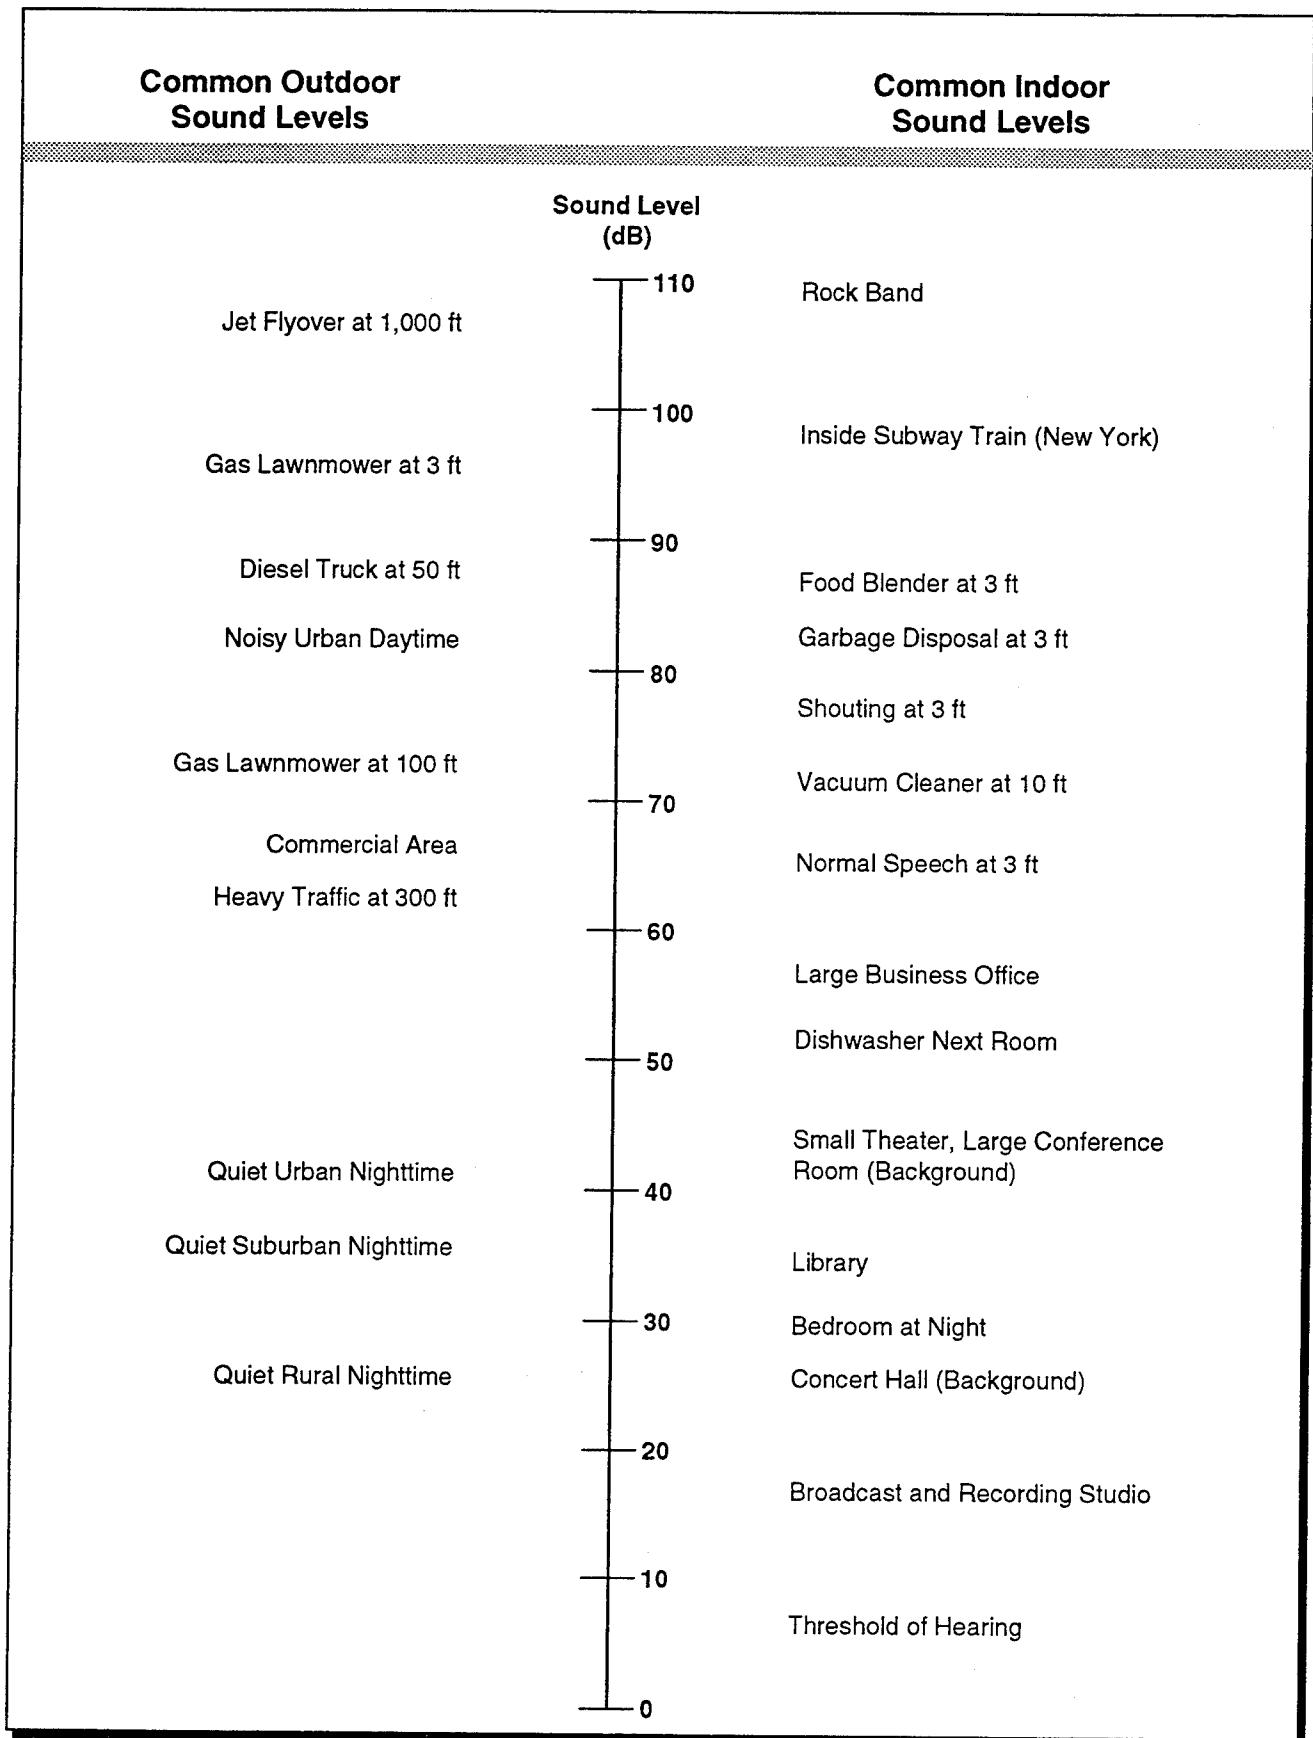 Common Outdoor
Sound Levels
Common Indoor
Sound Levels
Sound Level
(dB)
110
Rock Band
Jet Flyover at 1,000 ft
100
Inside Subway Train (New York)
Gas Lawnmower at 3 ft
90
Diesel Truck at 50 ft
Food Blender at 3 ft
Noisy Urban Daytime
Garbage Disposal at 3 ft
80
Shouting at 3 ft
Gas Lawnmower at 100 ft
Vacuum Cleaner at 10 ft
70
Commercial Area
Normal Speech at 3 ft
Heavy Traffic at 300 ft
60
Large Business Office
Dishwasher Next Room
50
Small Theater, Large Conference
Room (Background)
Quiet Urban Nighttime
40
Quiet Suburban Nighttime
Library
30
Bedroom at Night
Quiet Rural Nighttime
Concert Hall (Background)
20
Broadcast and Recording Studio
10
Threshold of Hearing
0